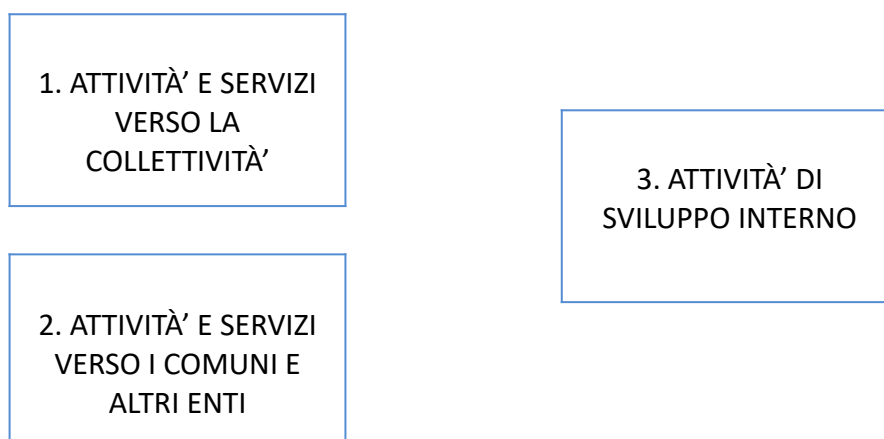 1. ATTIVITÀ’ E SERVIZI
VERSO LA
COLLETTIVITÀ’
2. ATTIVITÀ’ E SERVIZI
VERSO I COMUNI E
ALTRI ENTI
3. ATTIVITÀ’ DI
SVILUPPO INTERNO